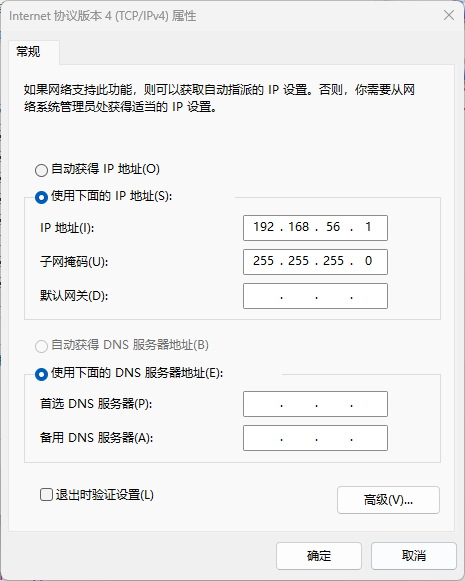 Internet 协议版本 4 (TCP/IPv4) 属性
常规
如果网络支持此功能，则可以获取自动指派的 IP 设置。否则，你需要从网
络系统管理员处获得适当的 IP 设置。
自动获得 IP 地址(O)
使用下面的 IP 地址(S):
IP 地址(I): 192 . 168 . 56 . 1
子网掩码(U): 255 . 255 . 255 . 0
默认网关(D): . . .
自动获得 DNS 服务器地址(B)
使用下面的 DNS 服务器地址(E):
首选 DNS 服务器(P): . . .
备用 DNS 服务器(A): . . .
退出时验证设置(L)
高级(V)...
确定 取消